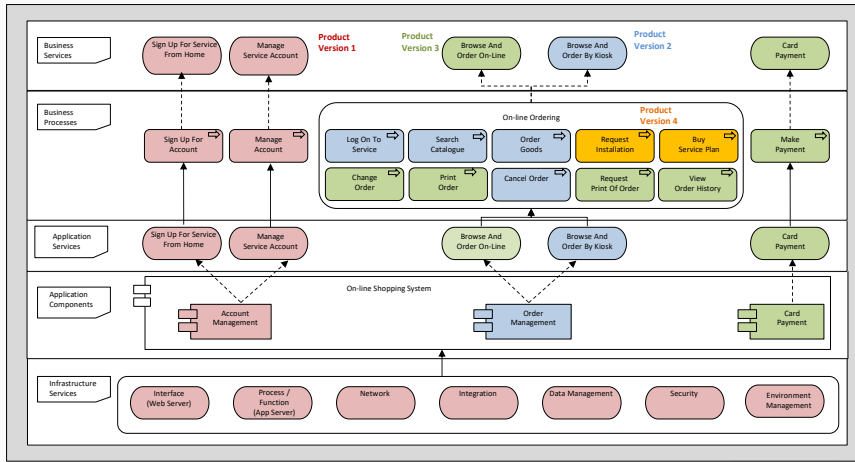 Business
Services
Sign Up For Service
From Home
Manage
Service Account
Product
Version 1
Product
Version 3
Browse And
Order On-Line
Browse And
Order By Kiosk
Product
Version 2
Card
Payment
Business
Processes
On-line Ordering
Product
Version 4
Sign Up For
Account
Manage
Account
Log On To
Service
Search
Catalogue
Order
Goods
Request
Installation
Buy
Service Plan
Make
Payment
Change
Order
Print
Order
Cancel Order
Request
Print Of Order
View
Order History
Application
Services
Sign Up For Service
From Home
Manage
Service Account
Browse And
Order On-Line
Browse And
Order By Kiosk
Card
Payment
Application
Components
On-line Shopping System
Account
Management
Order
Management
Card
Payment
Infrastructure
Services
Interface
(Web Server)
Process /
Function
(App Server)
Network
Integration
Data Management
Security
Environment
Management